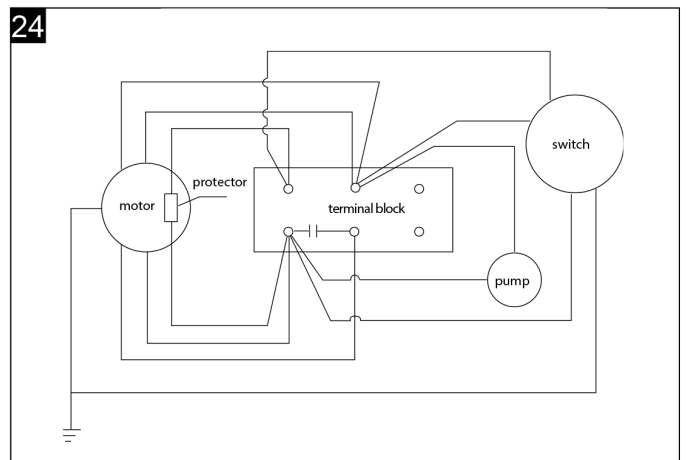 24
switch
protector
motor
terminal block
pump